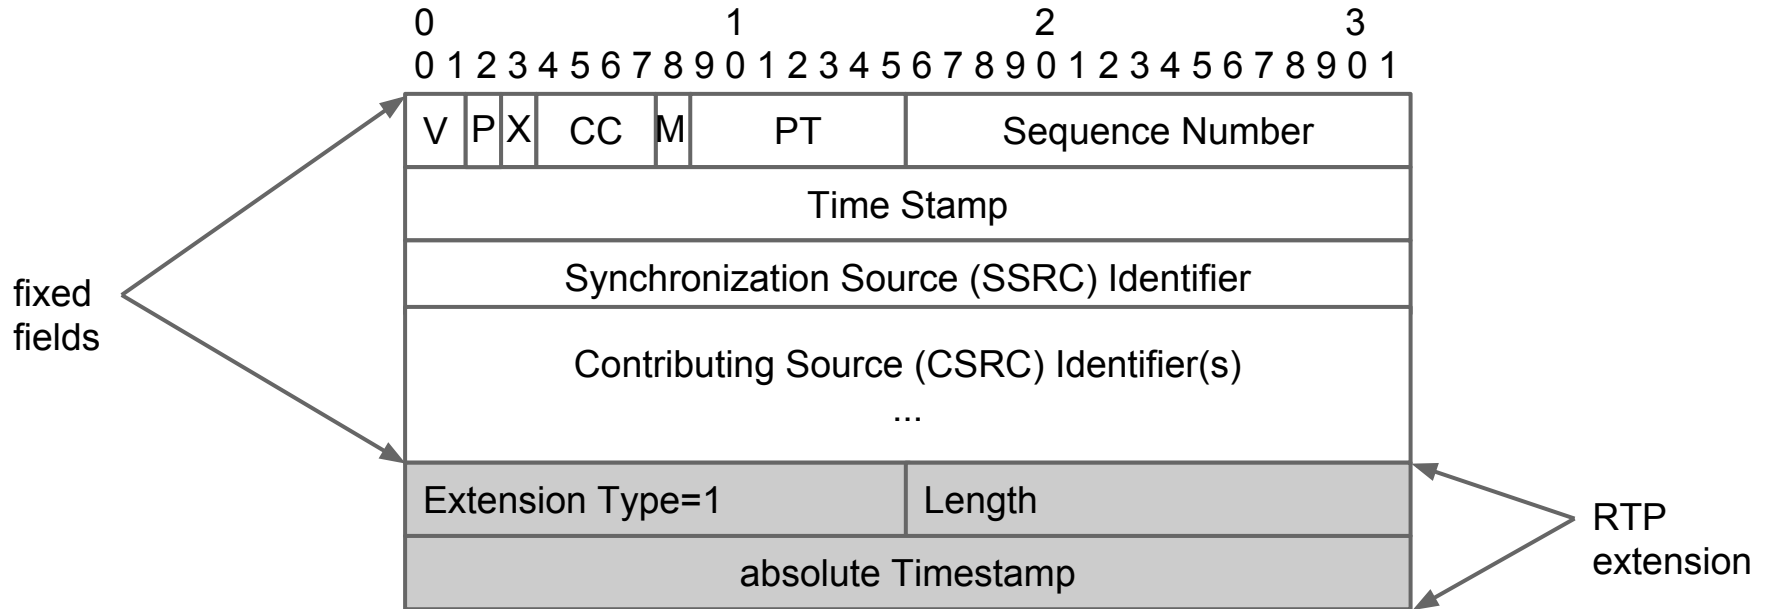 0 1 2 3
0 1 2 3 4 5 6 7 8 9 0 1 2 3 4 5 6 7 8 9 0 1 2 3 4 5 6 7 8 9 0 1
V P X CC M PT Sequence Number
Time Stamp
Synchronization Source (SSRC) Identifier
fixed
fields
Contributing Source (CSRC) Identifier(s)
...
Extension Type=1 Length
absolute Timestamp
RTP
extension